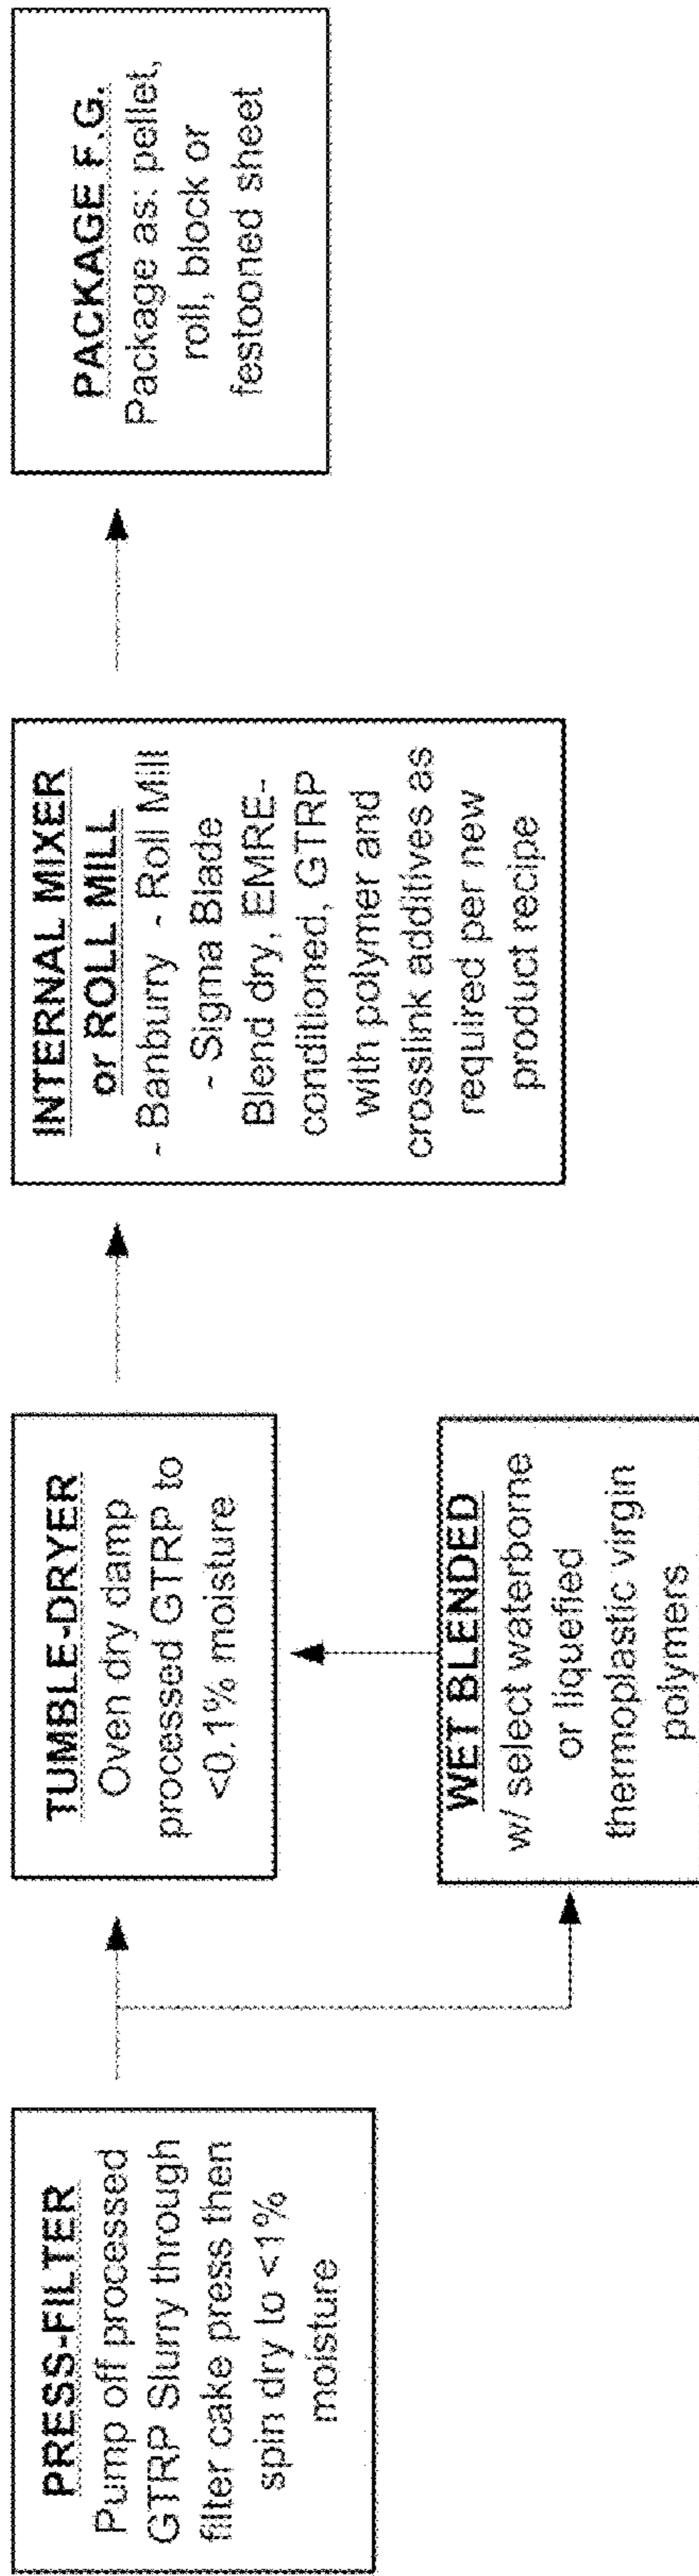 PRESS-FILTER
Pump off processed
GTRP Slurry through
filter cake press then
spin dry to <1%
moisture
TUMBLE-DRYER
Oven dry damp
processed GTRP to
<0.1% moisture
WET BLENDED
w/ select waterborne
or liquefied
thermoplastic virgin
polymers
INTERNAL MIXER
or ROLL MILL
- Banburry - Roll Mill
- Sigma Blade
Blend dry, EMRE-
conditioned, GTRP
with polymer and
crosslink additives as
required per new
product recipe
PACKAGE F.G.
Package as: pellet,
roll, block or
festooned sheet